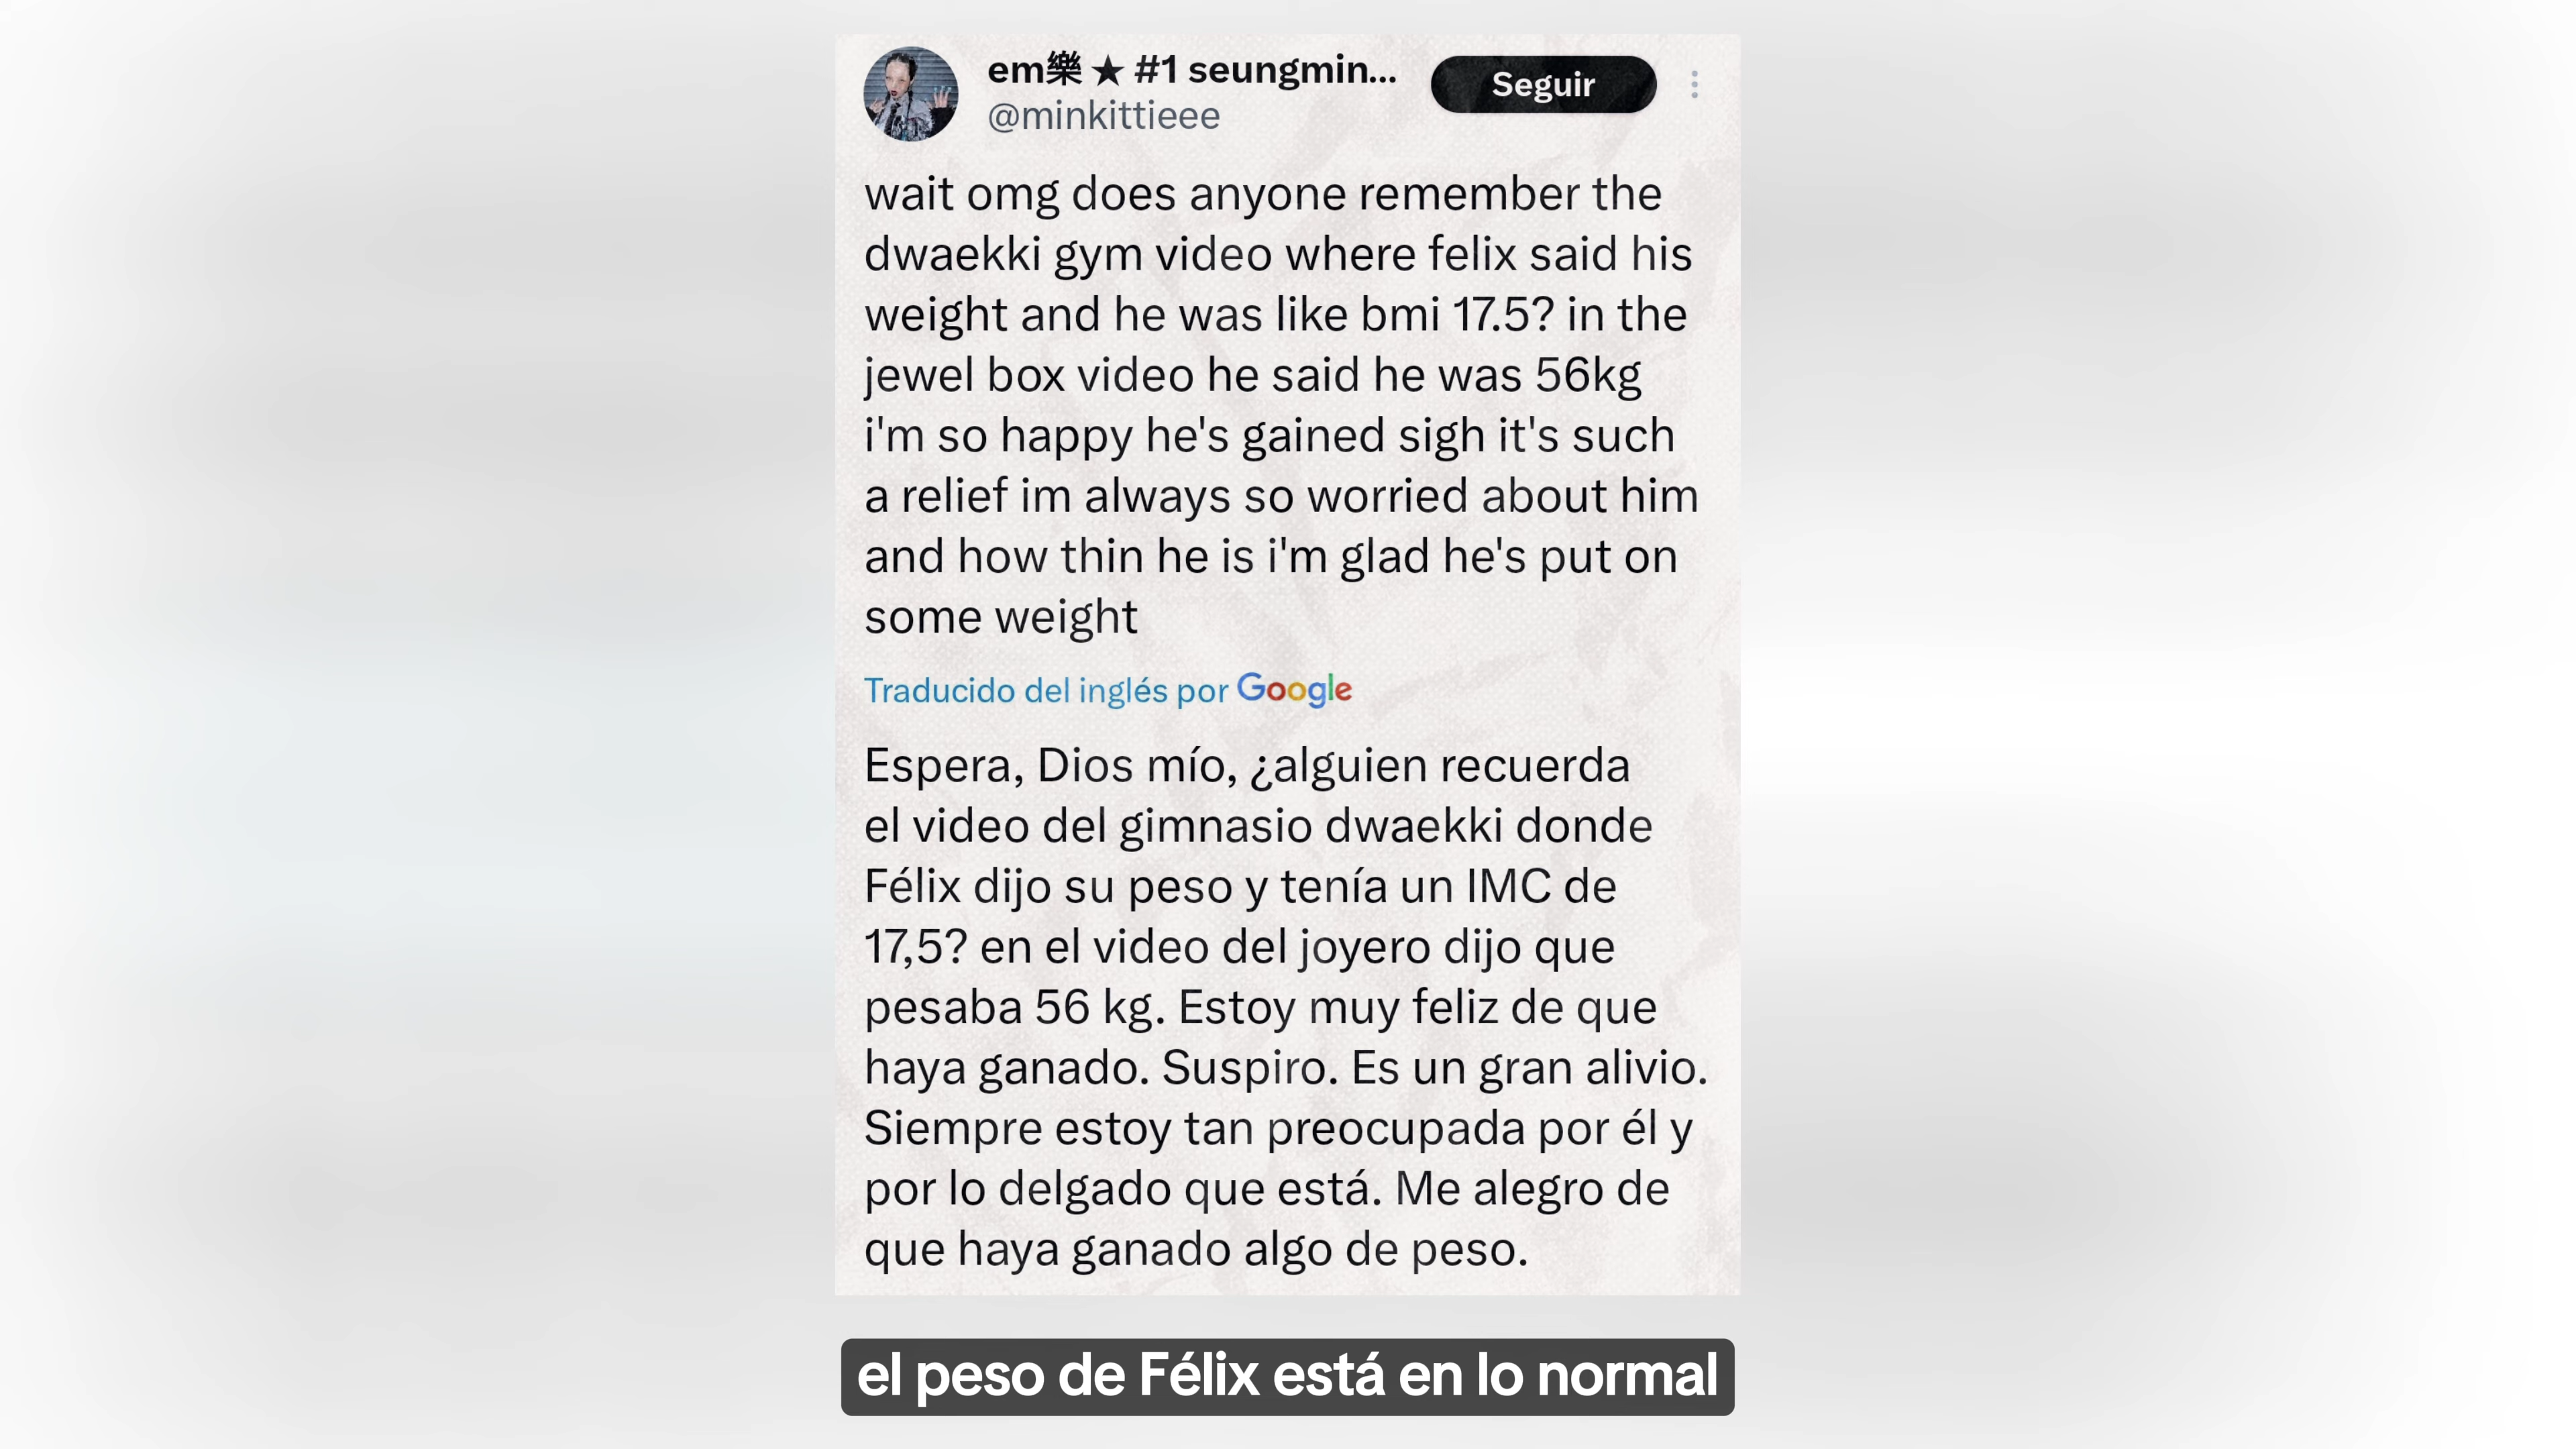 em樂 ★ #1 seungmin...
Seguir
@minkittieee
wait omg does anyone remember the
dwaekki gym video where felix said his
weight and he was like bmi 17.5? in the
jewel box video he said he was 56kg
i'm so happy he's gained sigh it's such
a relief im always so worried about him
and how thin he is i'm glad he's put on
some weight
Traducido del inglés por Google
Espera, Dios mío, ¿alguien recuerda
el video del gimnasio dwaekki donde
Félix dijo su peso y tenía un IMC de
17,5? en el video del joyero dijo que
pesaba 56 kg. Estoy muy feliz de que
haya ganado. Suspiro. Es un gran alivio.
Siempre estoy tan preocupada por él y
por lo delgado que está. Me alegro de
que haya ganado algo de peso.
el peso de Félix está en lo normal